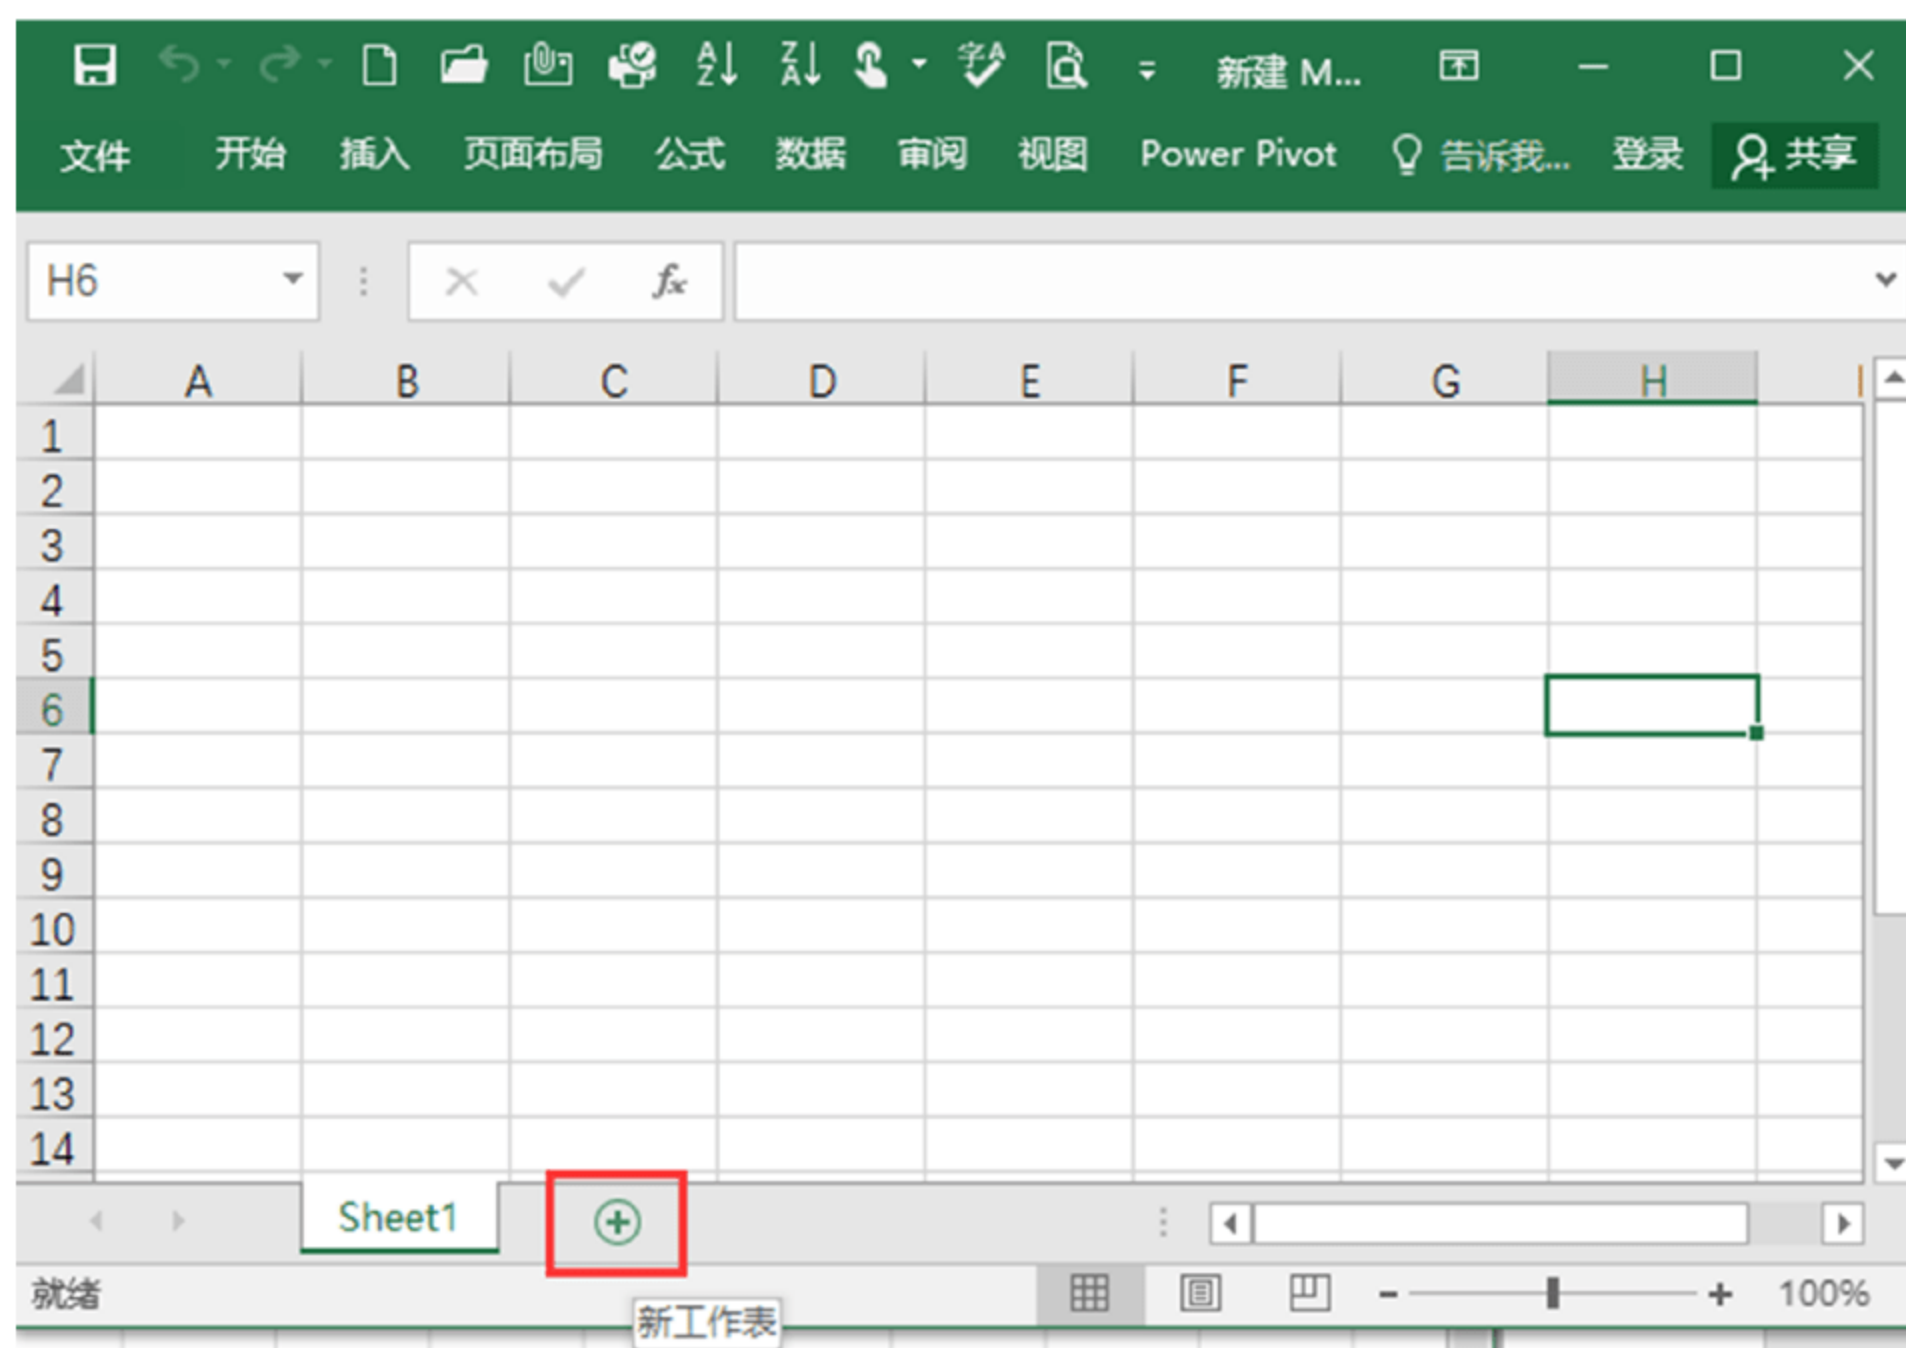 新建 M...
文件 开始 插入 页面布局 公式 数据 审阅 视图 Power Pivot 告诉我... 登录 共享
H6 fx
A B C D E F G H I
1
2
3
4
5
6
7
8
9
10
11
12
13
14
Sheet1
就绪 100%
新工作表